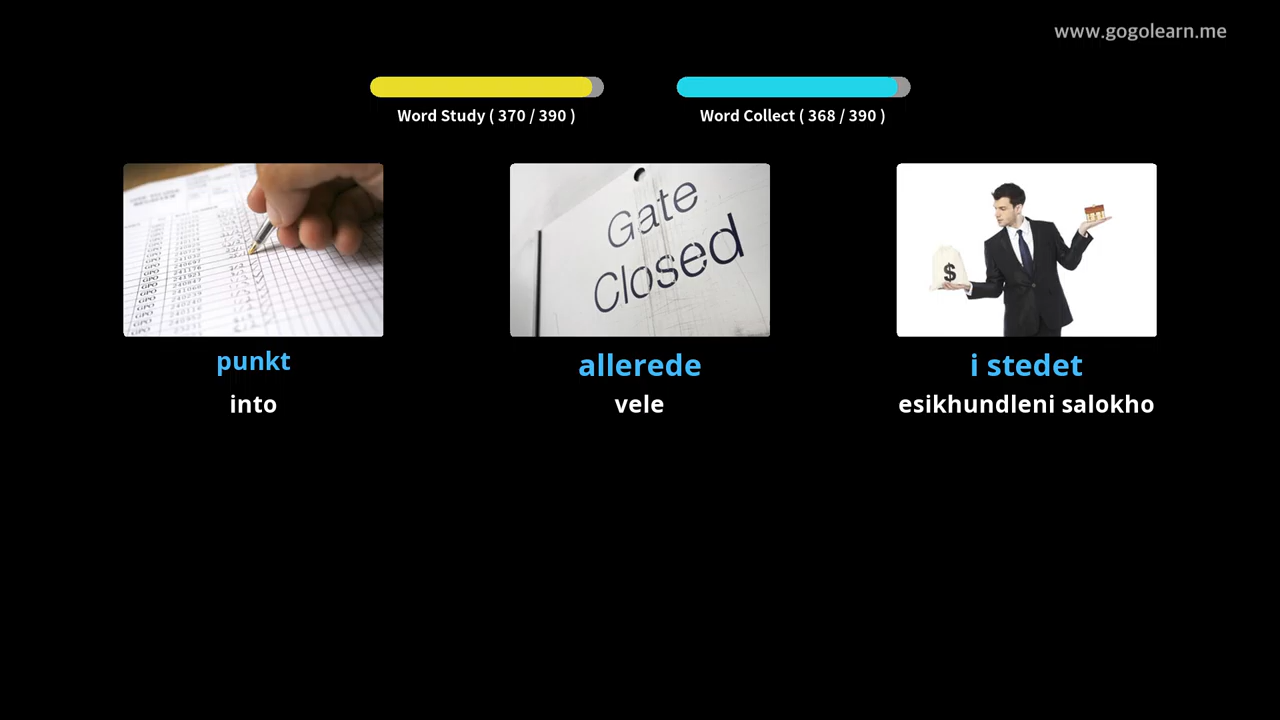 www.gogolearn.me
Word Study ( 370 / 390 )
Word Collect ( 368 / 390 )
Gate
Closed
$
punkt
allerede
i stedet
into
vele
esikhundleni salokho